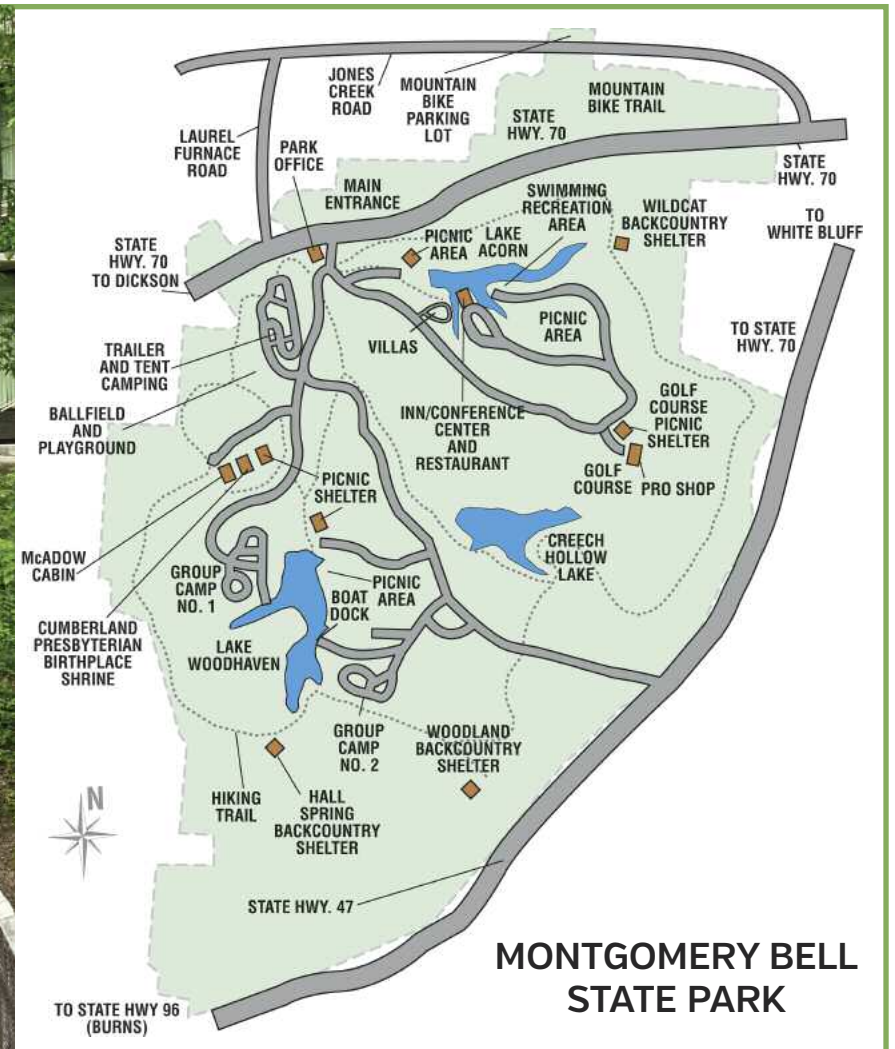 JONES
CREEK
ROAD
MOUNTAIN
BIKE
PARKING
LOT
MOUNTAIN
BIKE TRAIL
STATE
HWY. 70
LAUREL
FURNACE
ROAD
PARK
OFFICE
MAIN
ENTRANCE
STATE
HWY. 70
SWIMMING
RECREATION
AREA
WILDCAT
BACKCOUNTRY
SHELTER
TO
WHITE BLUFF
STATE
HWY. 70
TO DICKSON
PICNIC
AREA
LAKE
ACORN
PICNIC
AREA
TO STATE
HWY. 70
VILLAS
TRAILER
AND TENT
CAMPING
BALLFIELD
AND
PLAYGROUND
INN/CONFERENCE
CENTER
AND
RESTAURANT
GOLF
COURSE
PICNIC
SHELTER
GOLF
COURSE
PRO SHOP
PICNIC
SHELTER
McADOW
CABIN
CREECH
HOLLOW
LAKE
GROUP
CAMP
NO. 1
PICNIC
AREA
BOAT
DOCK
CUMBERLAND
PRESBYTERIAN
BIRTHPLACE
SHRINE
LAKE
WOODHAVEN
GROUP
CAMP
NO. 2
WOODLAND
BACKCOUNTRY
SHELTER
N
HIKING
TRAIL
HALL
SPRING
BACKCOUNTRY
SHELTER
STATE HWY. 47
TO STATE HWY 96
(BURNS)
MONTGOMERY BELL
STATE PARK